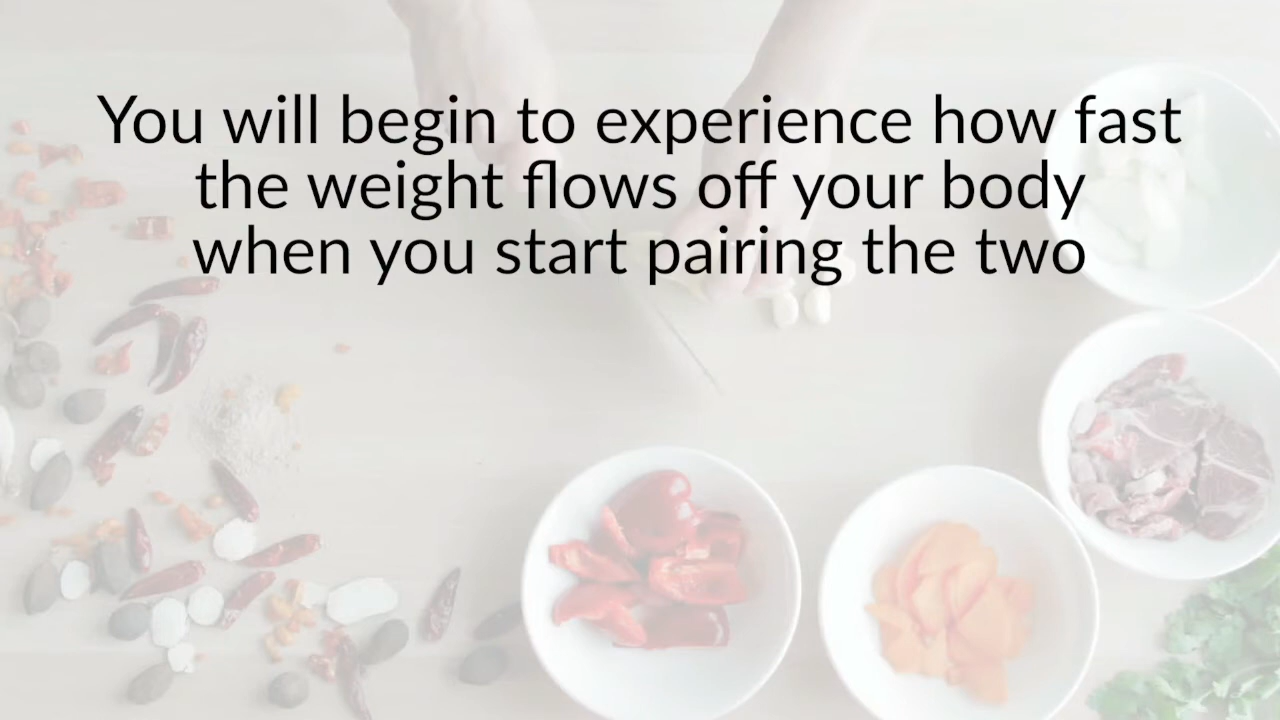 You will begin to experience how fast
the weight flows off your body
when you start pairing the two